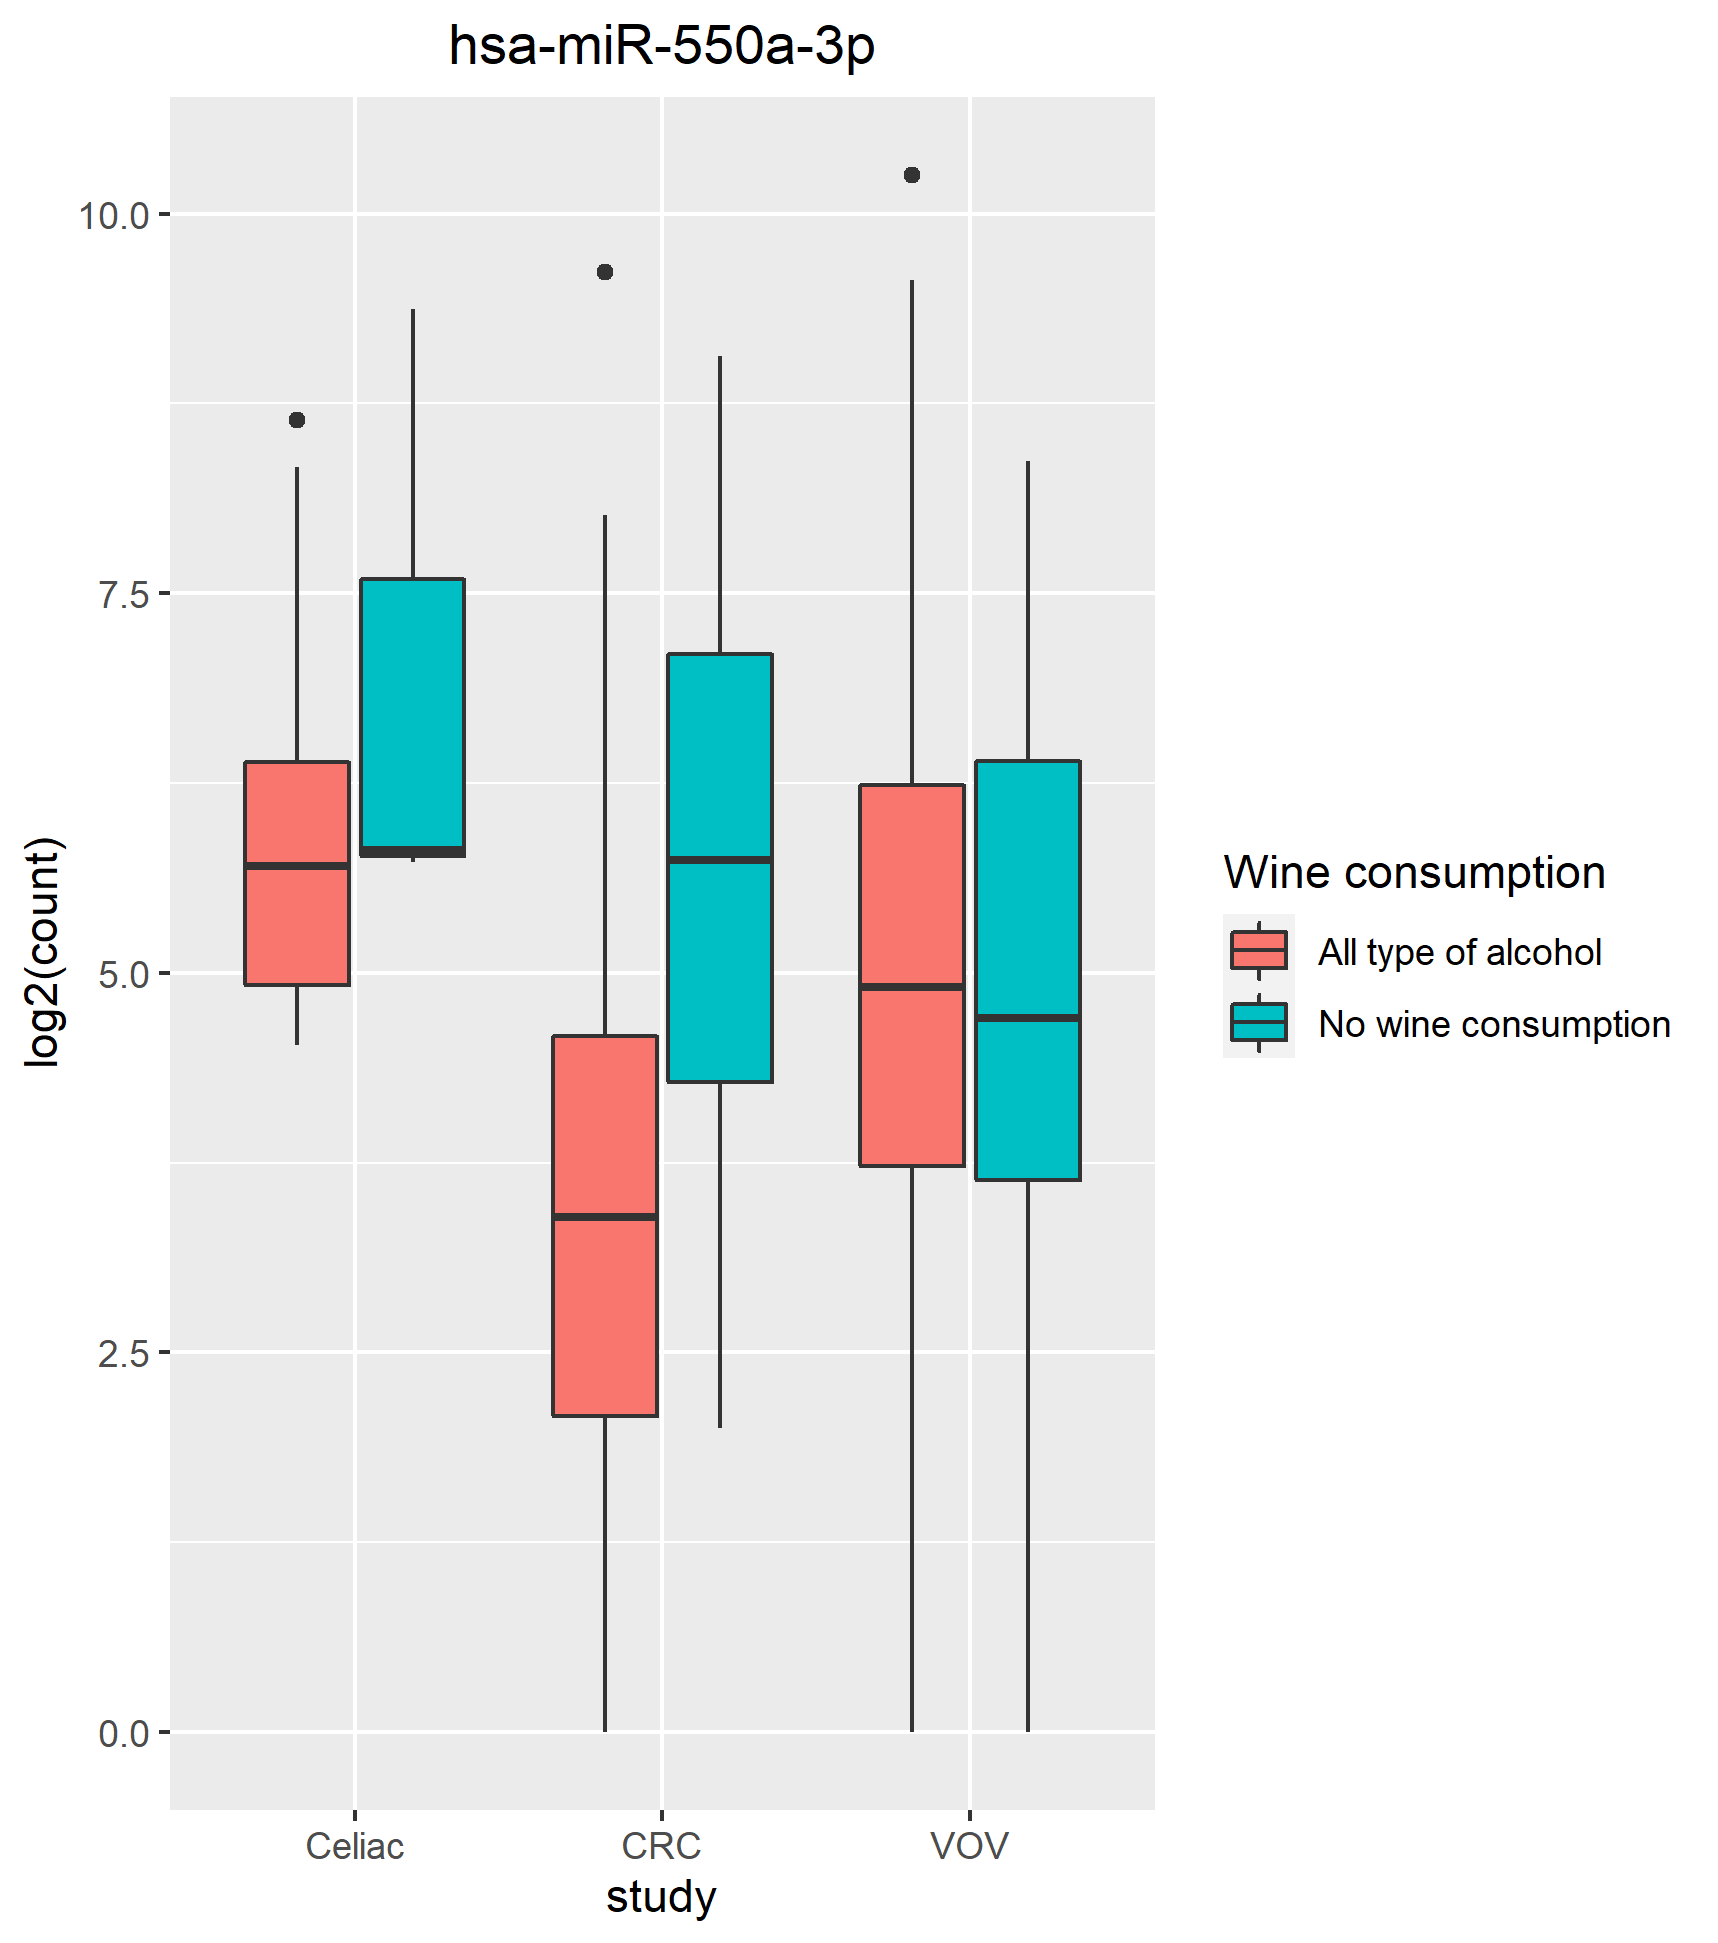 hsa-miR-550a-3p
10.0
7.5
5.0
2.5
0.0
log2(count)
Celiac CRC VOV
study
Wine consumption
All type of alcohol
No wine consumption